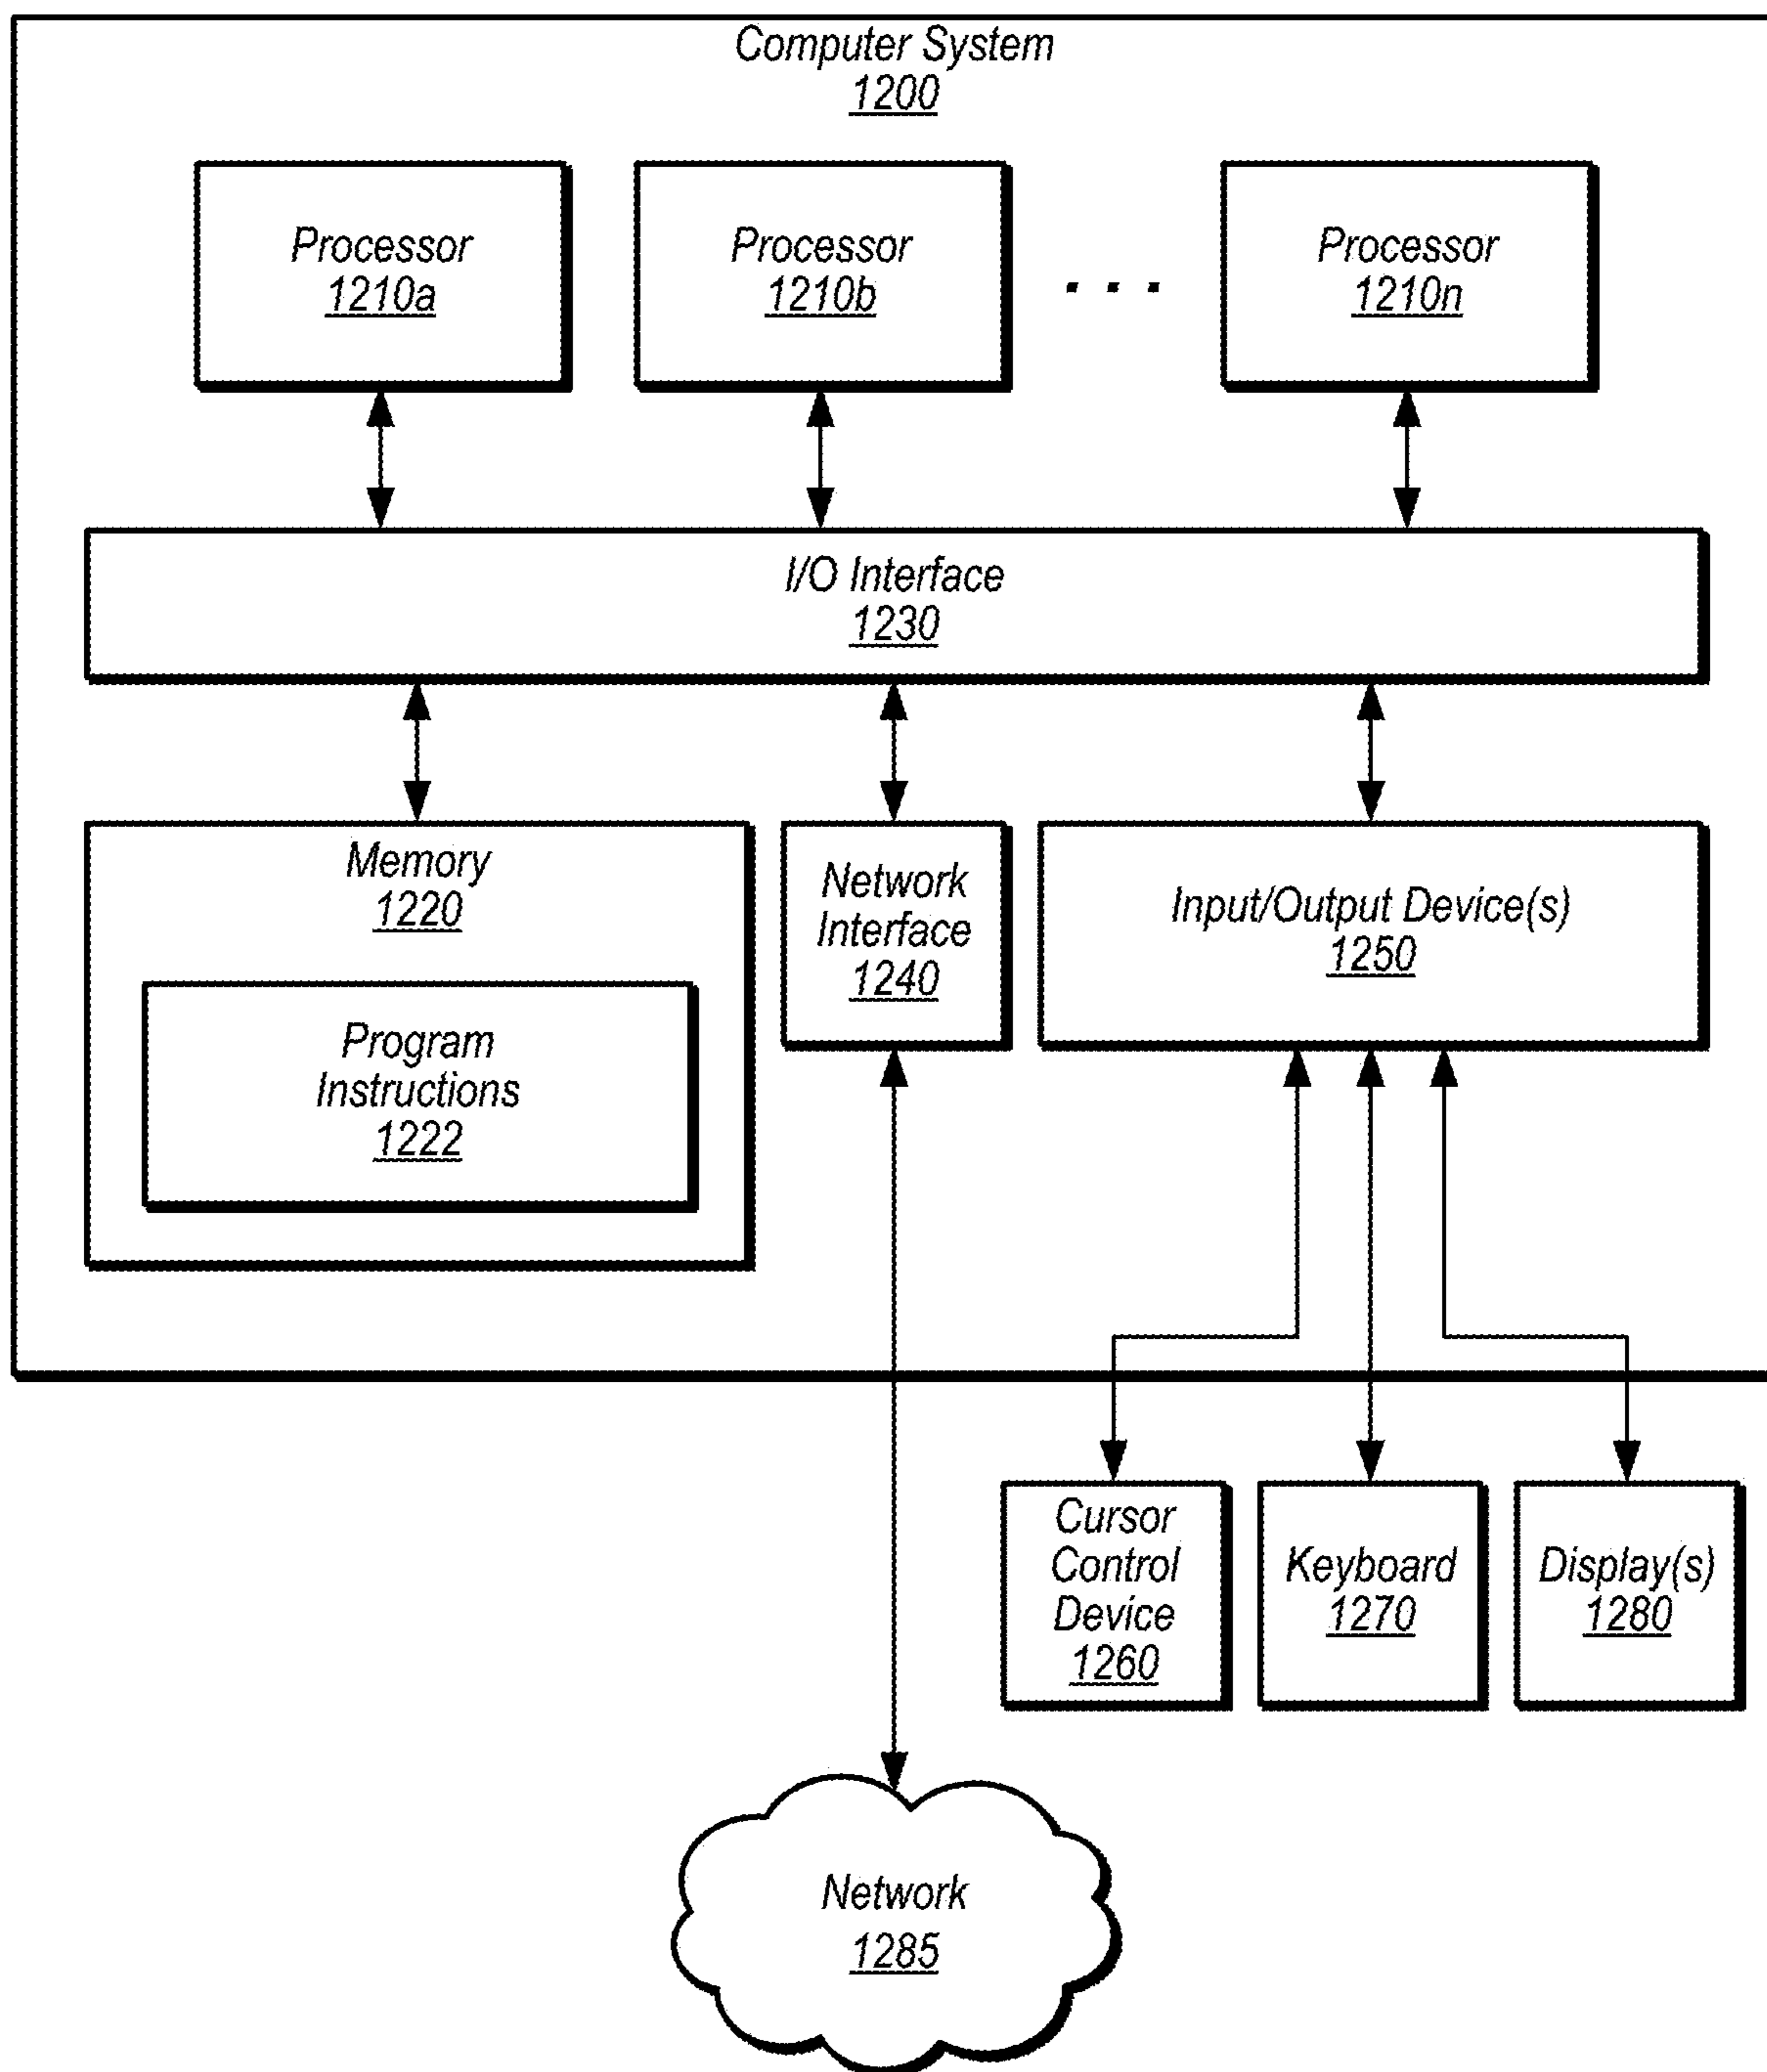 Computer System
1200
Processor
1210a
Processor
1210b
. . .
Processor
1210n
I/O Interface
1230
Memory
1220
Program
Instructions
1222
Network
Interface
1240
Input/Output Device(s)
1250
Cursor
Control
Device
1260
Keyboard
1270
Display(s)
1280
Network
1285